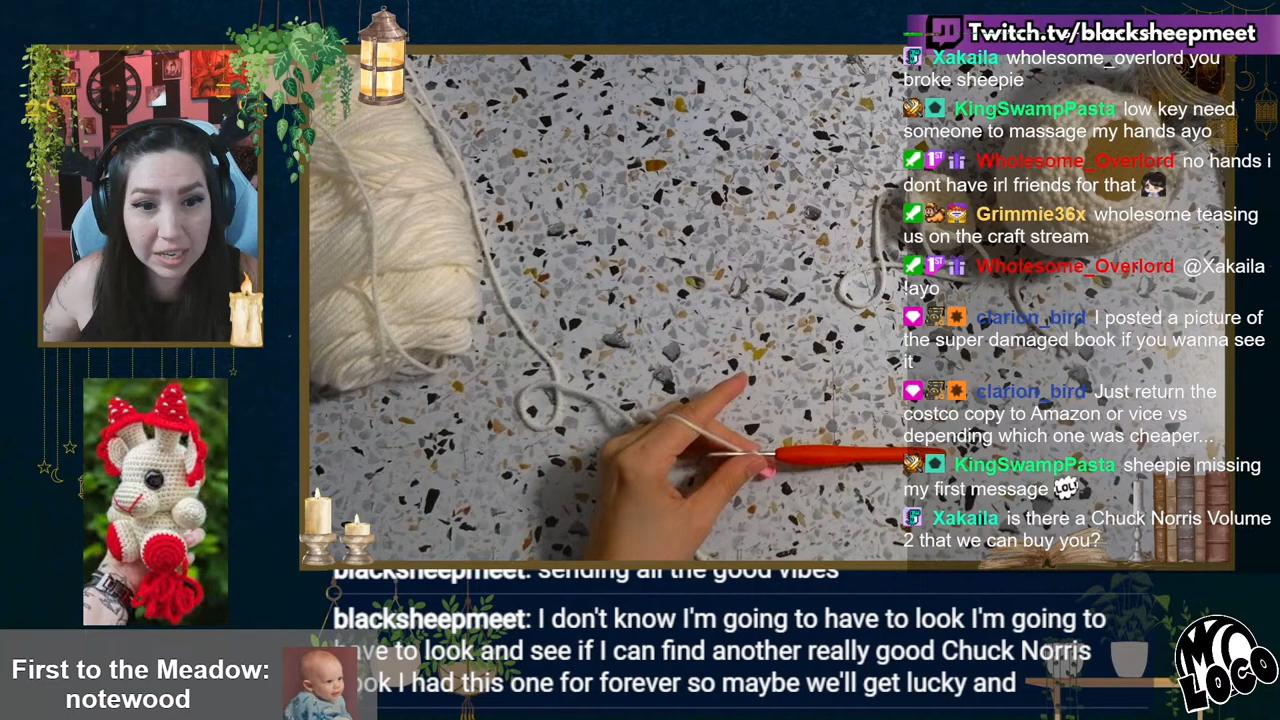 Twitch.tv/blacksheepmeet
Xakaila wholesome_overlord you
broke sheepie
KingSwampPasta low key need
someone to massage my hands ayo
Wholesome_Overlord no hands i
dont have irl friends for that
Grimmie36x wholesome teasing
us on the craft stream
Wholesome_Overlord @Xakaila
!ayo
clarion_bird I posted a picture of
the super damaged book if you wanna see
it
clarion_bird Just return the
costco copy to Amazon or vice vs
depending which one was cheaper...
KingSwampPasta sheepie missing
my first message LOL!
Xakaila is there a Chuck Norris Volume
2 that we can buy you?
blacksheepmeet: sending all the good vibes
blacksheepmeet: I don't know I'm going to have to look I'm going to
have to look and see if I can find another really good Chuck Norris
ook I had this one for forever so maybe we'll get lucky and
First to the Meadow:
notewood
MC
LOCO